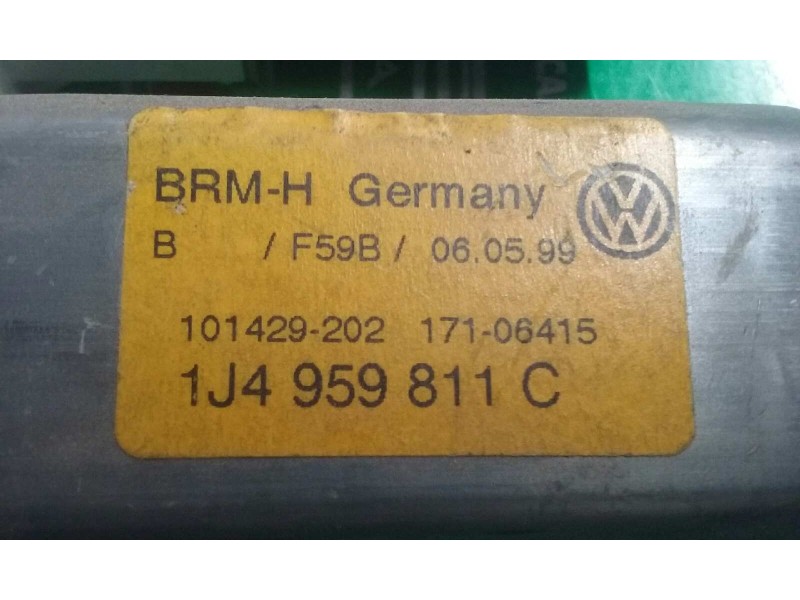 BRM-H Germany
B / F59B / 06.05.99
101429-202 171-06415
1J4 959 811 C